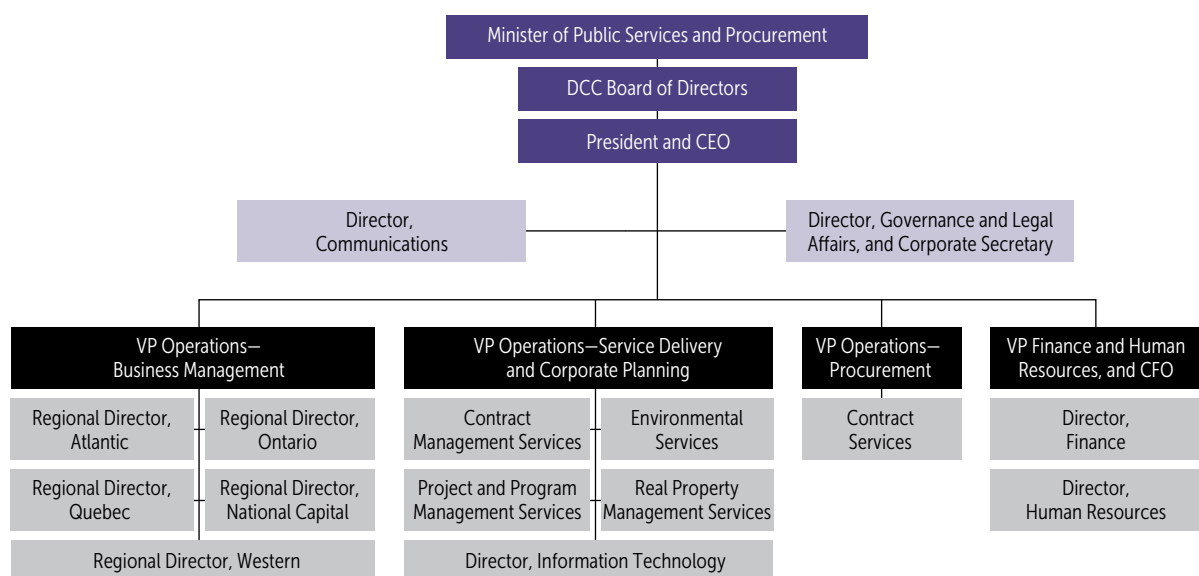 Minister of Public Services and Procurement
DCC Board of Directors
President and CEO
Director,
Communications
Director, Governance and Legal
Affairs, and Corporate Secretary
VP Operations—
Business Management
Regional Director,
Atlantic
Regional Director,
Ontario
Regional Director,
Quebec
Regional Director,
National Capital
Regional Director, Western
VP Operations—Service Delivery
and Corporate Planning
Contract
Management Services
Environmental
Services
Project and Program
Management Services
Real Property
Management Services
Director, Information Technology
VP Operations—
Procurement
Contract
Services
VP Finance and Human
Resources, and CFO
Director,
Finance
Director,
Human Resources